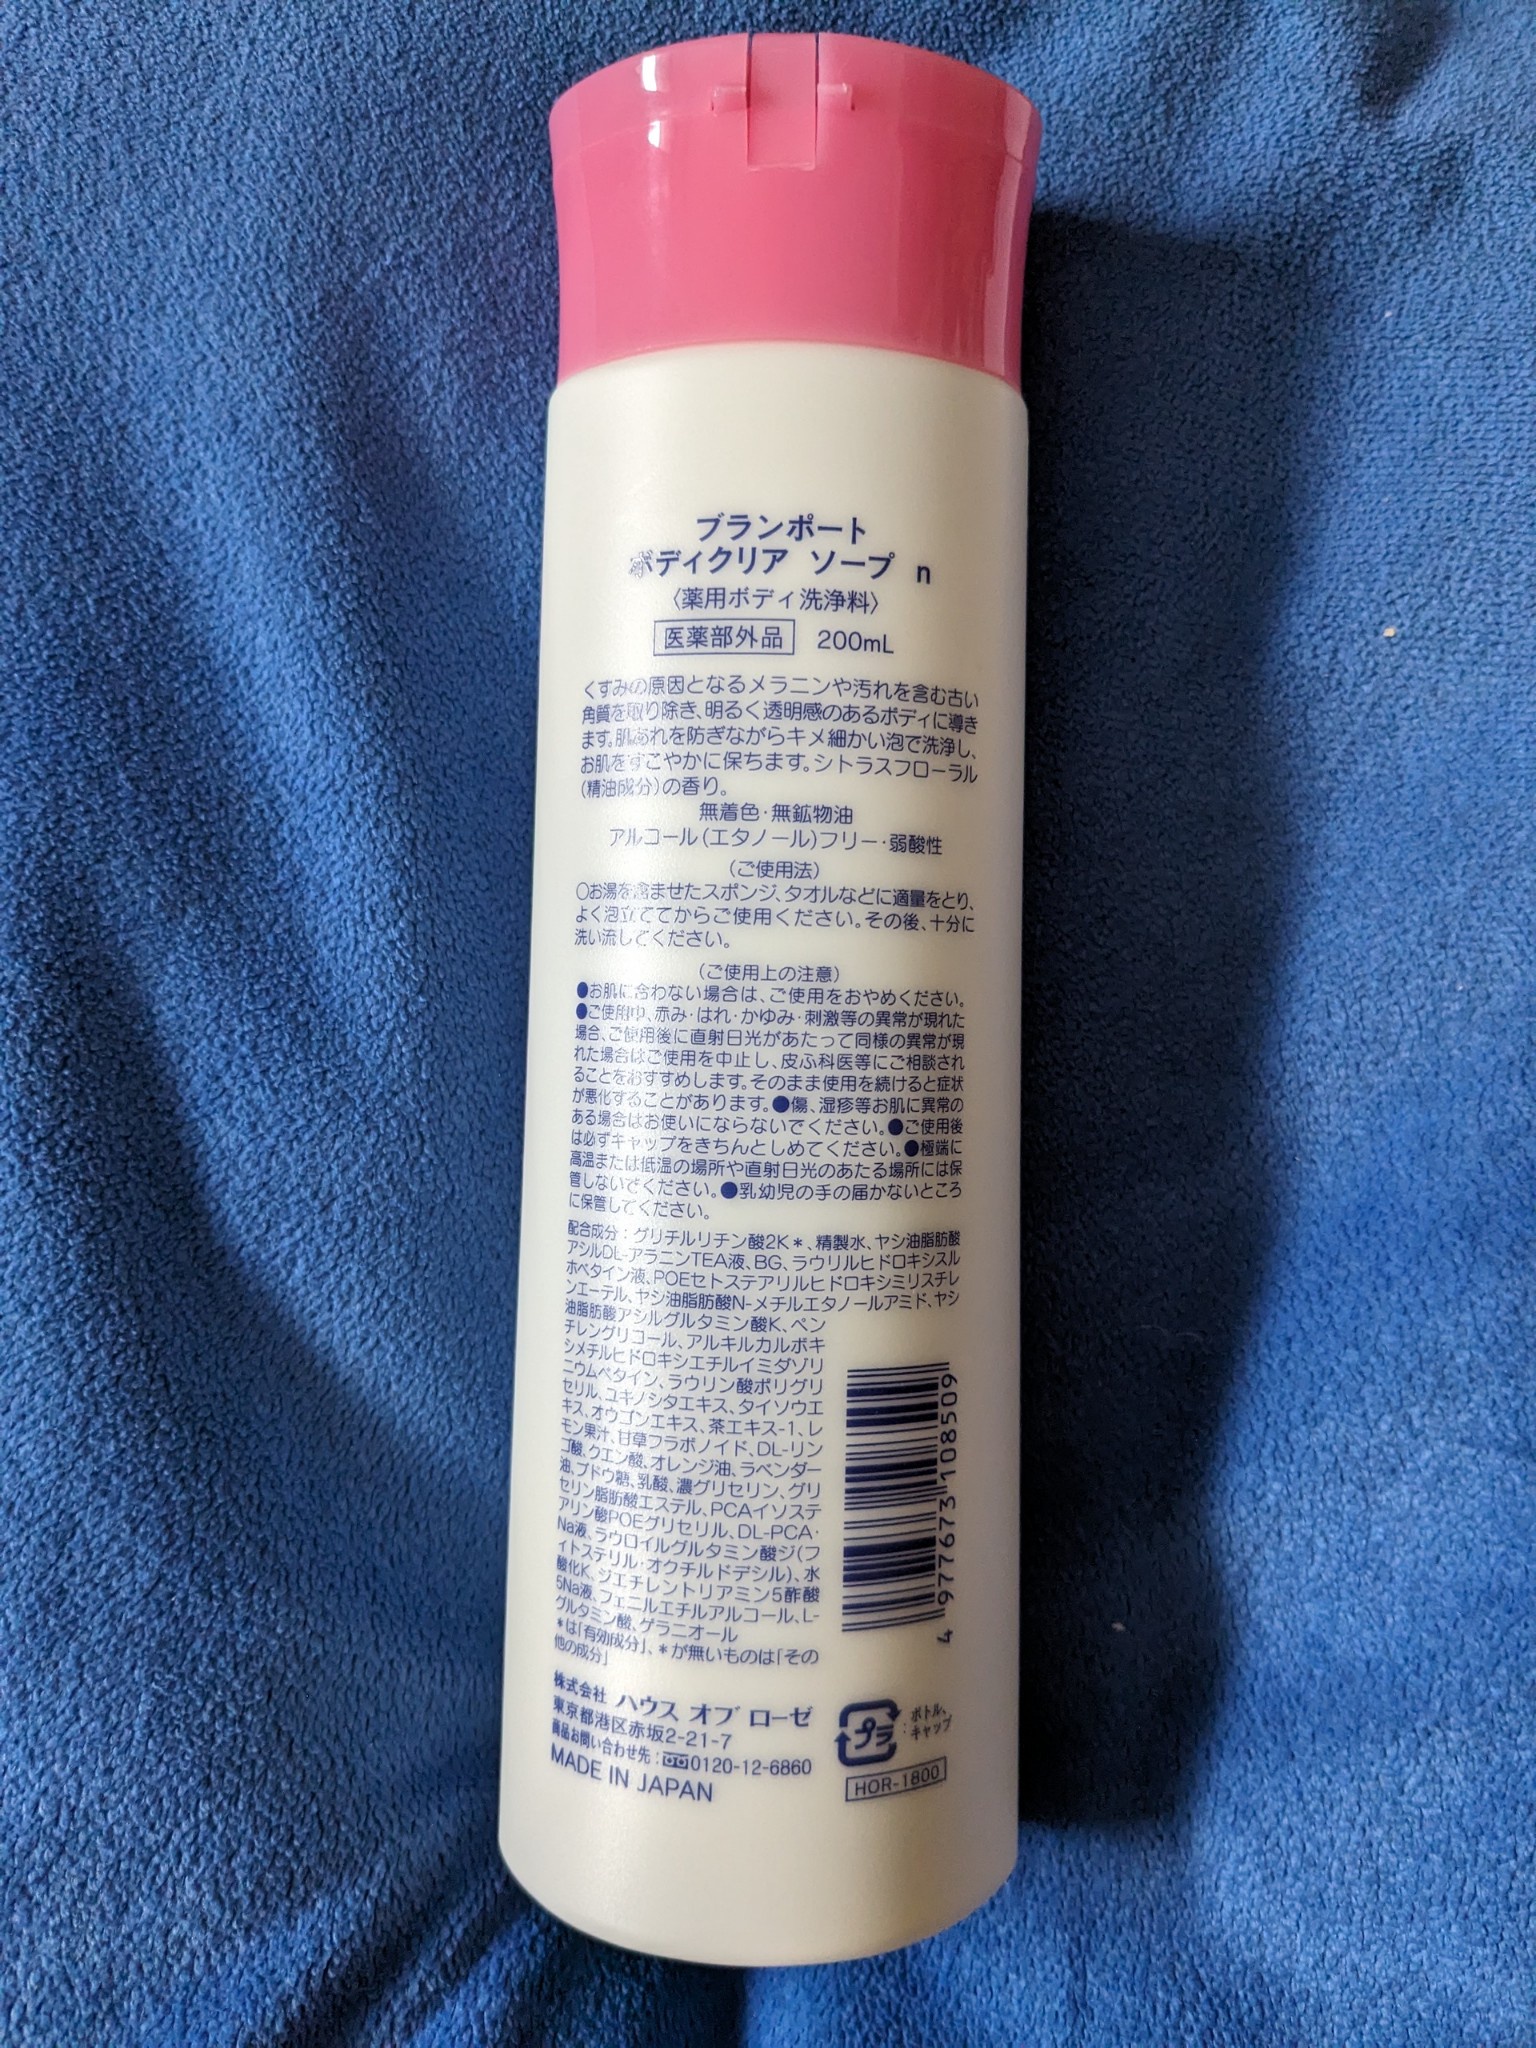 ブランポート
ボディクリア ソープ n
〈薬用ボディ洗浄料〉
医薬部外品 200mL
くすみの原因となるメラニンや汚れを含む古い
角質を取り除き、明るく透明感のあるボディに導き
ます。肌あれを防ぎながらキメ細かい泡で洗浄し、
お肌をすこやかに保ちます。シトラスフローラル
(精油成分)の香り。
無着色・無鉱物油
アルコール(エタノール)フリー・弱酸性
(ご使用法)
○お湯を含ませたスポンジ、タオルなどに適量をとり、
よく泡立ててからご使用ください。その後、十分に
洗い流してください。
(ご使用上の注意)
●お肌に合わない場合は、ご使用をおやめください。
●ご使用中、赤み・はれ・かゆみ・刺激等の異常が現れた
場合、ご使用後に直射日光があたって同様の異常が現
れた場合はご使用を中止し、皮ふ科医等にご相談され
ることをおすすめします。そのまま使用を続けると症状
が悪化することがあります。●傷、湿疹等お肌に異常の
ある場合はお使いにならないでください。●ご使用後
は必ずキャップをきちんとしめてください。●極端に
高温または低温の場所や直射日光のあたる場所には保
管しないでください。●乳幼児の手の届かないところ
に保管してください。
配合成分：グリチルリチン酸2K＊、精製水、ヤシ油脂肪酸
アシルDL-アラニンTEA液、BG、ラウリルヒドロキシスル
ホベタイン液、POEセトステアリルヒドロキシミリスチレ
ンエーテル、ヤシ油脂肪酸N-メチルエタノールアミド、ヤシ
油脂肪酸アシルグルタミン酸K、ペン
チレングリコール、アルキルカルボキ
シメチルヒドロキシエチルイミダゾリ
ニウムベタイン、ラウリン酸ポリグリ
セリル、ユキノシタエキス、タイソウエ
キス、オウゴンエキス、茶エキス-1、レ
モン果汁、甘草フラボノイド、DL-リン
ゴ酸、クエン酸、オレンジ油、ラベンダー
油、ブドウ糖、乳酸、濃グリセリン、グリ
セリン脂肪酸エステル、PCAイソステ
アリン酸POEグリセリル、DL-PCA・
Na液、ラウロイルグルタミン酸ジ(フ
ィトステリル・オクチルドデシル)、水
酸化K、ジエチレントリアミン5酢酸
5Na液、フェニルエチルアルコール、L-
グルタミン酸、ゲラニオール
＊は「有効成分」、＊が無いものは「その
他の成分」
4 977673 108509
株式会社 ハウス オブ ローゼ
東京都港区赤坂2-21-7
商品お問い合わせ先：0120-12-6860
MADE IN JAPAN
プラ
：ボトル、
キャップ
HOR-1800